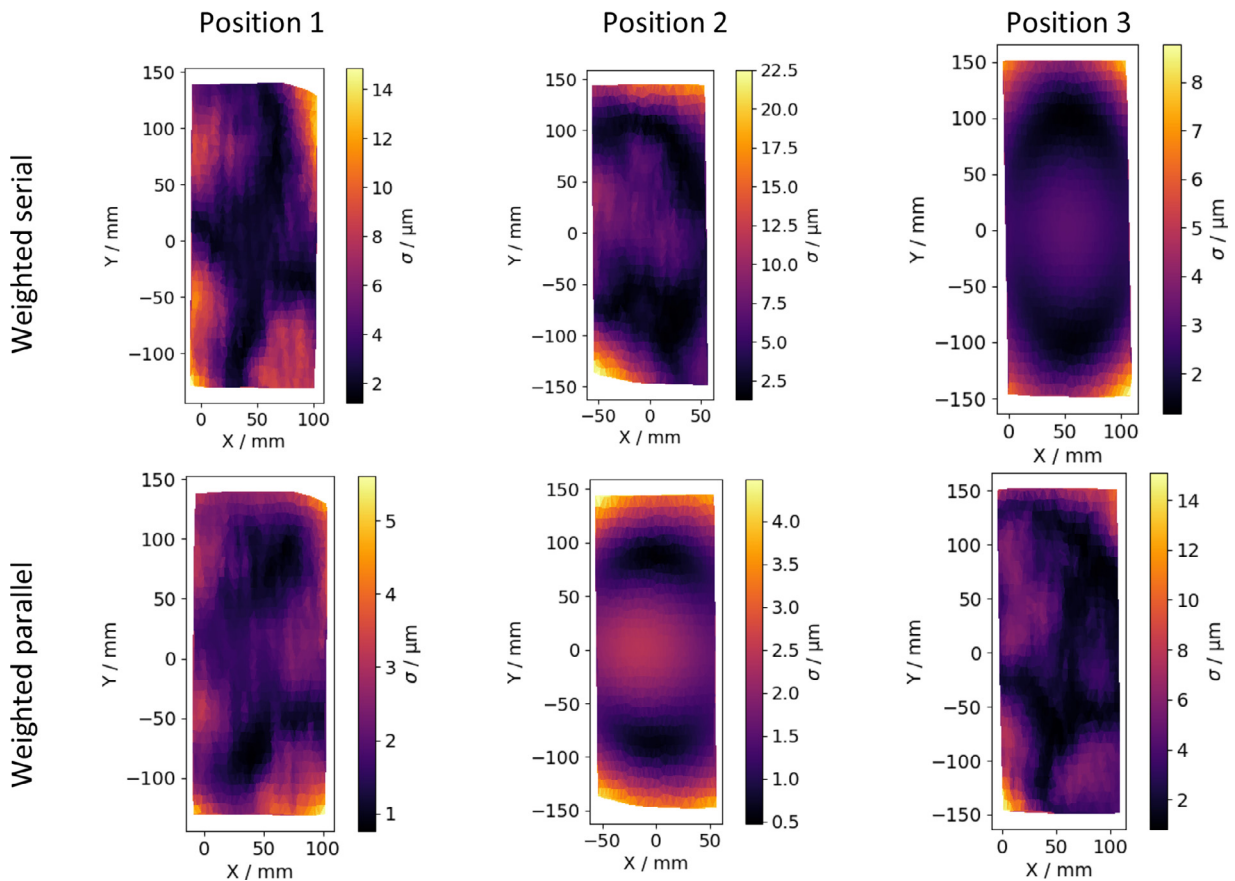 Position 1
Position 2
Position 3
Weighted serial
150
100
50
0
−50
−100
Y / mm
0 50 100
X / mm
14
12
10
8
6
4
2
σ / μm
150
100
50
0
−50
−100
−150
Y / mm
−50 0 50
X / mm
22.5
20.0
17.5
15.0
12.5
10.0
7.5
5.0
2.5
σ / μm
150
100
50
0
−50
−100
−150
Y / mm
0 50 100
X / mm
8
7
6
5
4
3
2
σ / μm
Weighted parallel
150
100
50
0
−50
−100
Y / mm
0 50 100
X / mm
5
4
3
2
1
σ / μm
150
100
50
0
−50
−100
−150
Y / mm
−50 0 50
X / mm
4.0
3.5
3.0
2.5
2.0
1.5
1.0
0.5
σ / μm
150
100
50
0
−50
−100
−150
Y / mm
0 50 100
X / mm
14
12
10
8
6
4
2
σ / μm